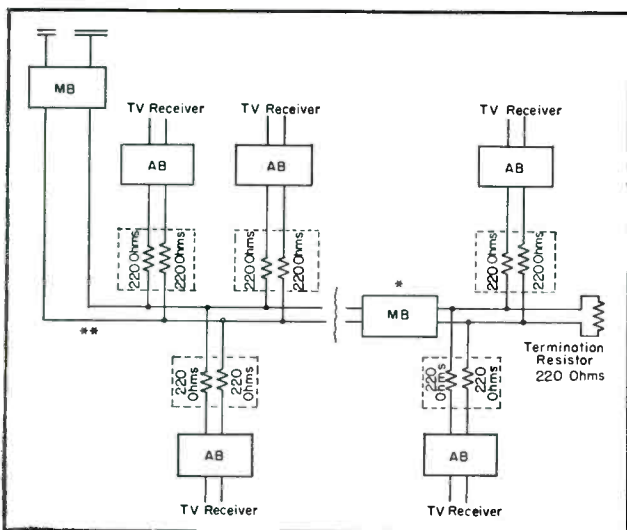 MB
TV Receiver
TV Receiver
TV Receiver
AB
AB
AB
220 Ohms
220 Ohms
220 Ohms
220 Ohms
220 Ohms
220 Ohms
*
MB
**
Termination
Resistor
220 Ohms
220
Ohms
220
Ohms
220
Ohms
220
Ohms
AB
AB
TV Receiver
TV Receiver